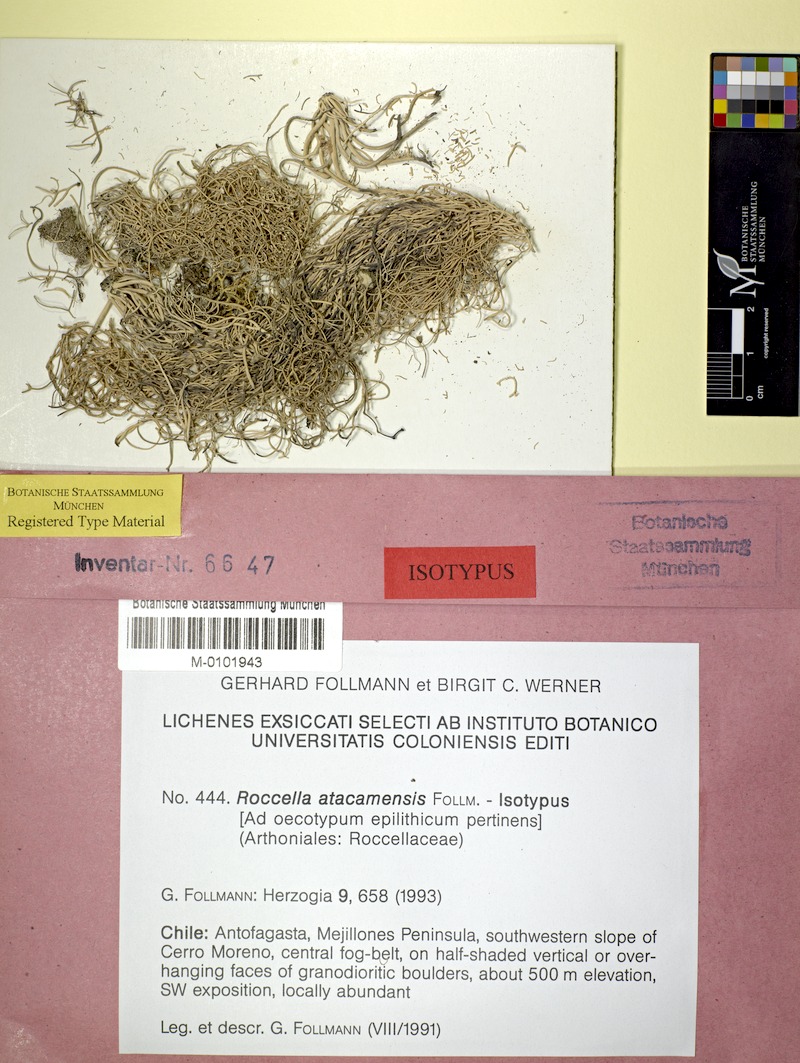 BOTANISCHE
STAATSSAMMLUNG
MÜNCHEN
copyright reserved
0 1 2
cm
BOTANISCHE STAATSSAMMLUNG
MÜNCHEN
Registered Type Material
Inventar-Nr. 6647
ISOTYPUS
Botanische
Staatssammlung
München
Botanische Staatssammlung München
M-0101943
GERHARD FOLLMANN et BIRGIT C. WERNER
LICHENES EXSICCATI SELECTI AB INSTITUTO BOTANICO
UNIVERSITATIS COLONIENSIS EDITI
No. 444. Roccella atacamensis FOLLM. - Isotypus
[Ad oecotypum epilithicum pertinens]
(Arthoniales: Roccellaceae)
G. FOLLMANN: Herzogia 9, 658 (1993)
Chile: Antofagasta, Mejillones Peninsula, southwestern slope of
Cerro Moreno, central fog-belt, on half-shaded vertical or over-
hanging faces of granodioritic boulders, about 500 m elevation,
SW exposition, locally abundant
Leg. et descr. G. FOLLMANN (VIII/1991)